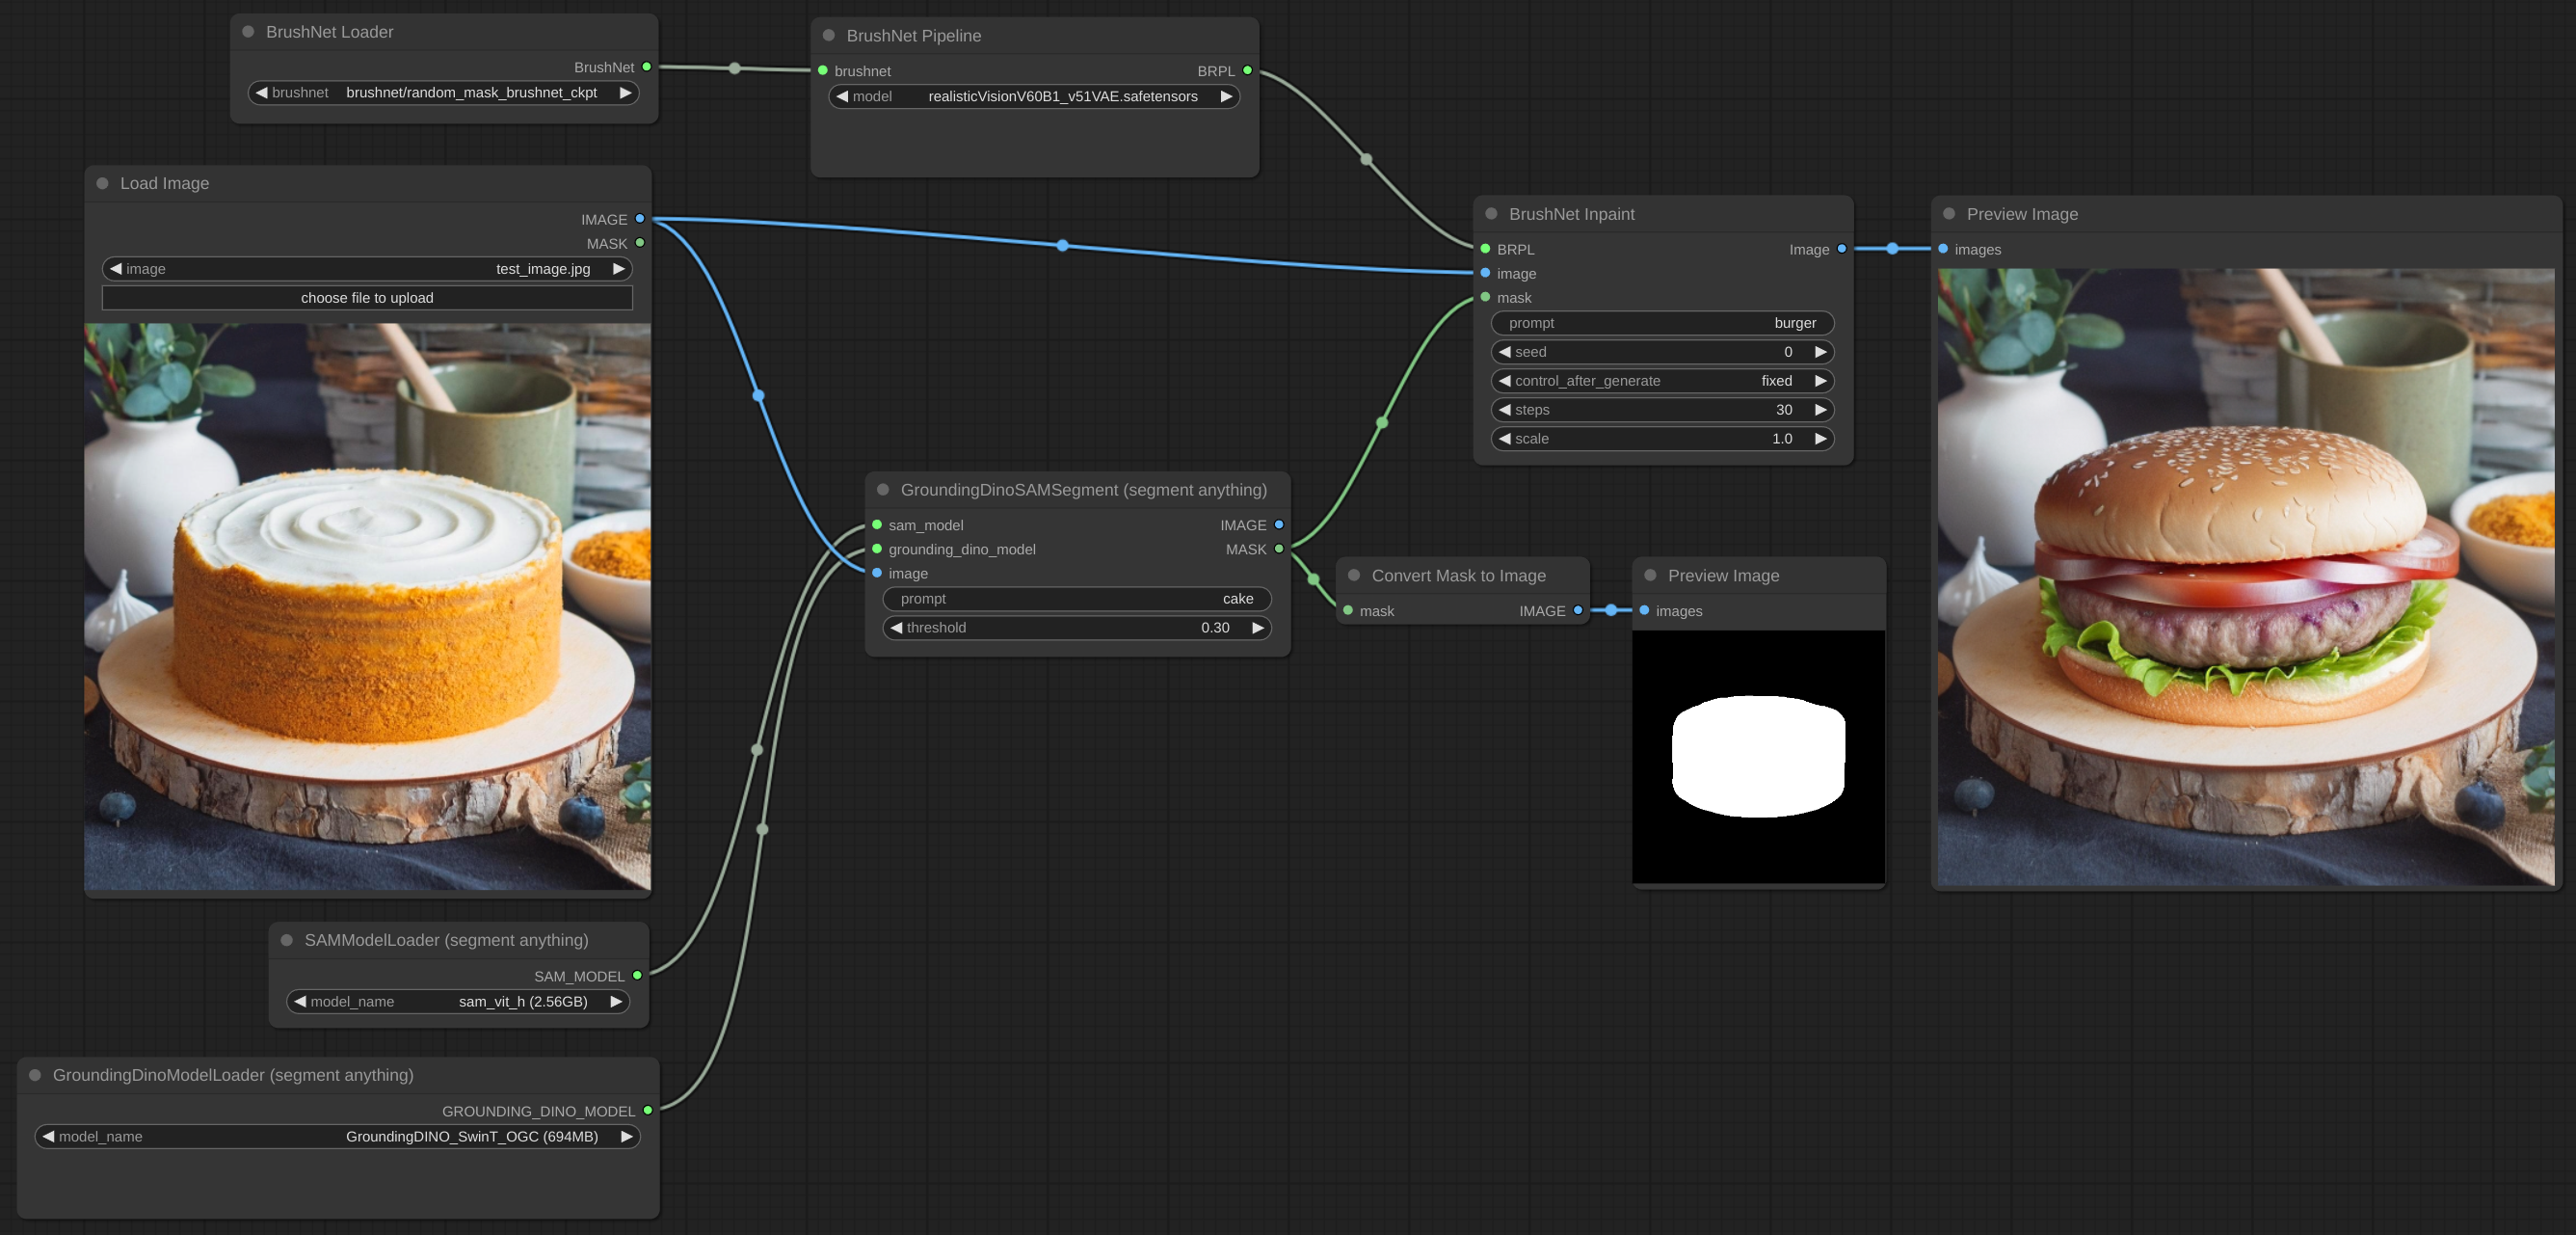 BrushNet Loader
BrushNet
brushnet brushnet/random_mask_brushnet_ckpt
BrushNet Pipeline
brushnet BRPL
model realisticVisionV60B1_v51VAE.safetensors
Load Image
IMAGE
MASK
image test_image.jpg
choose file to upload
BrushNet Inpaint
BRPL Image
image
mask
prompt burger
seed 0
control_after_generate fixed
steps 30
scale 1.0
Preview Image
images
GroundingDinoSAMSegment (segment anything)
sam_model IMAGE
grounding_dino_model MASK
image
prompt cake
threshold 0.30
Convert Mask to Image
mask IMAGE
Preview Image
images
SAMModelLoader (segment anything)
SAM_MODEL
model_name sam_vit_h (2.56GB)
GroundingDinoModelLoader (segment anything)
GROUNDING_DINO_MODEL
model_name GroundingDINO_SwinT_OGC (694MB)